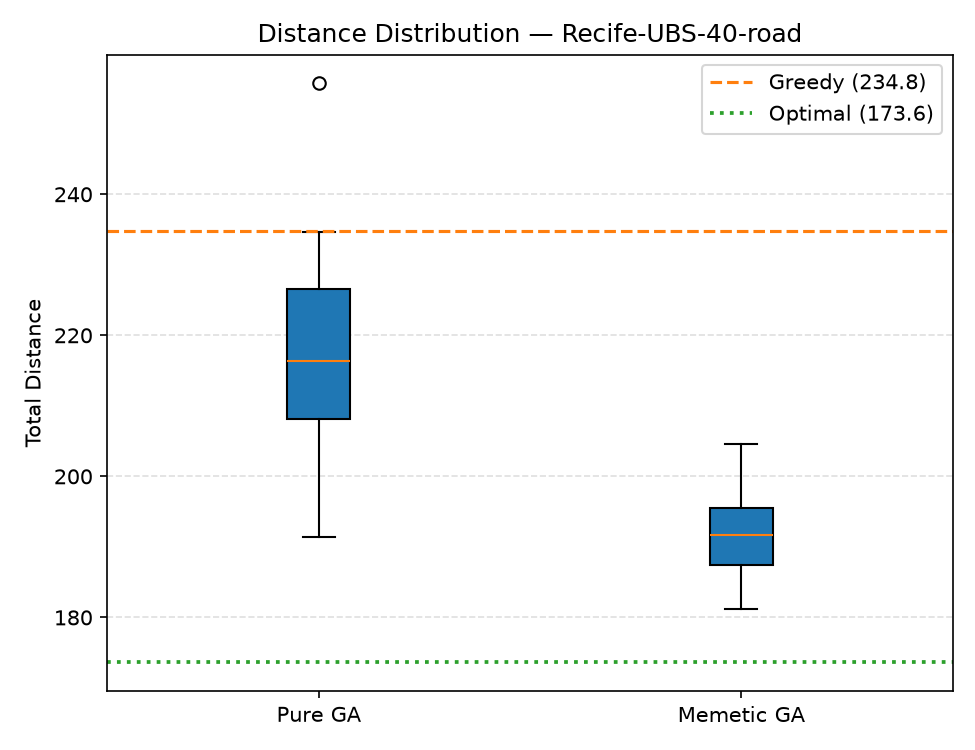 Distance Distribution — Recife-UBS-40-road
Greedy (234.8)
Optimal (173.6)
Total Distance
240
220
200
180
Pure GA
Memetic GA